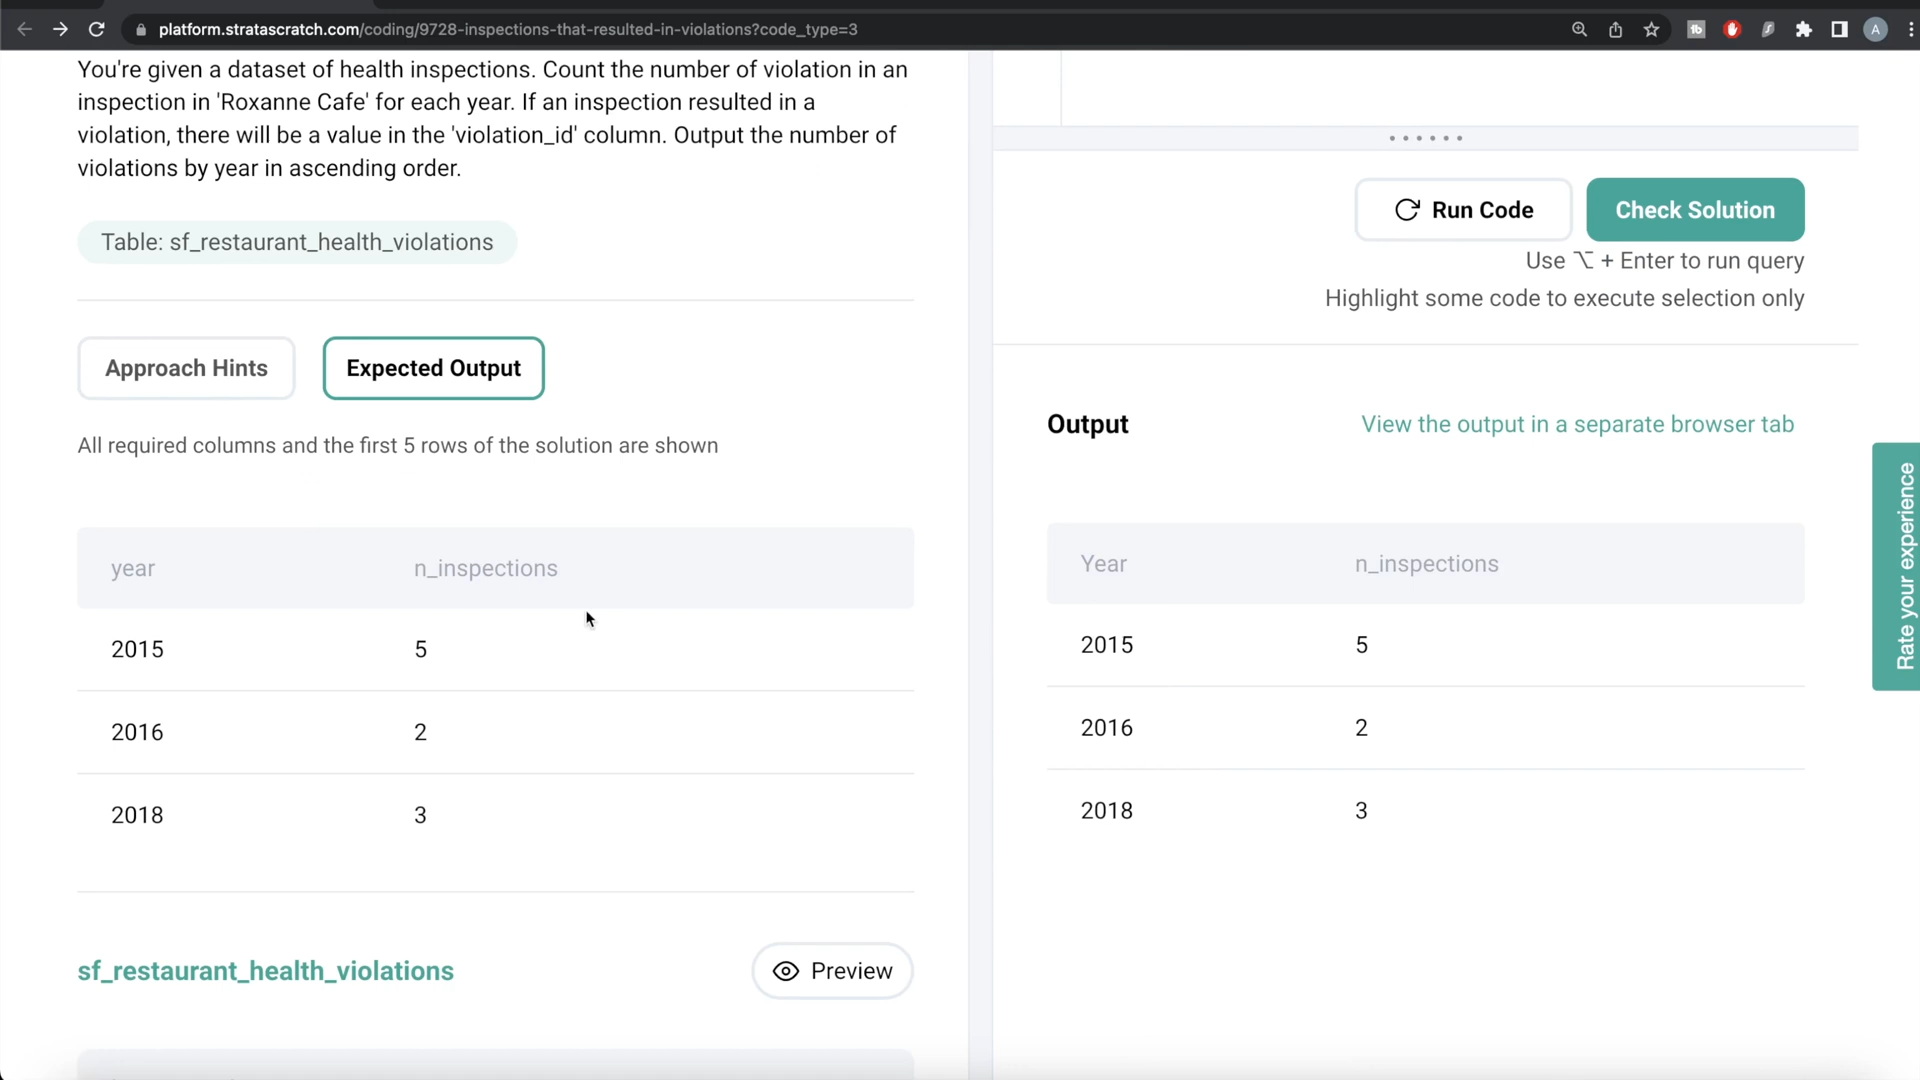 platform.stratascratch.com/coding/9728-inspections-that-resulted-in-violations?code_type=3
A
You're given a dataset of health inspections. Count the number of violation in an
inspection in 'Roxanne Cafe' for each year. If an inspection resulted in a
violation, there will be a value in the 'violation_id' column. Output the number of
violations by year in ascending order.
Table: sf_restaurant_health_violations
Approach Hints
Expected Output
All required columns and the first 5 rows of the solution are shown
year n_inspections
2015 5
2016 2
2018 3
sf_restaurant_health_violations
Preview
Run Code
Check Solution
Use ⌥ + Enter to run query
Highlight some code to execute selection only
Output
View the output in a separate browser tab
Year n_inspections
2015 5
2016 2
2018 3
Rate your experience